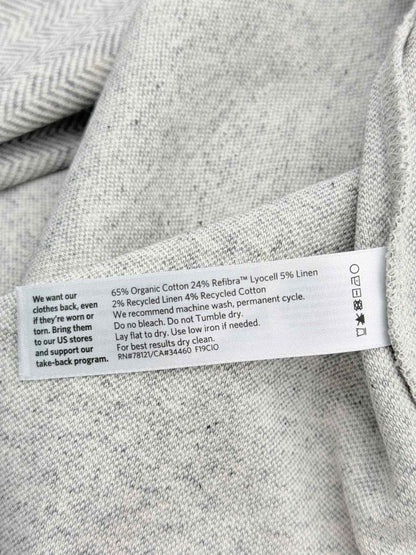 We want our
clothes back, even
if they're worn or
torn. Bring them
to our US stores
and support our
take-back program.
65% Organic Cotton 24% Refibra™ Lyocell 5% Linen
2% Recycled Linen 4% Recycled Cotton
We recommend machine wash, permanent cycle.
Do no bleach. Do not Tumble dry.
Lay flat to dry. Use low iron if needed.
For best results dry clean.
RN#78121/CA#34460 F19CIO